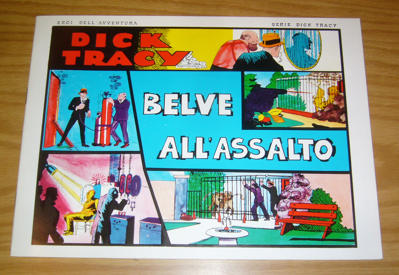 EROI DELL'AVVENTURA
SERIE DICK TRACY
DICK
TRACY
BELVE
ALL'ASSALTO